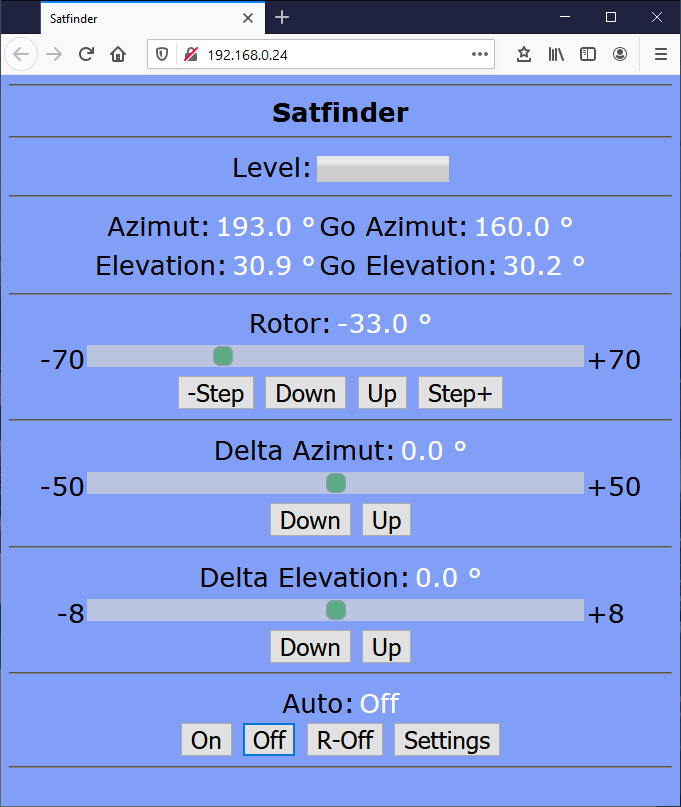 Satfinder
192.168.0.24
Satfinder
Level:
Azimut: 193.0 ° Go Azimut: 160.0 °
Elevation: 30.9 ° Go Elevation: 30.2 °
Rotor: -33.0 °
-70 +70
-Step Down Up Step+
Delta Azimut: 0.0 °
-50 +50
Down Up
Delta Elevation: 0.0 °
-8 +8
Down Up
Auto: Off
On Off R-Off Settings